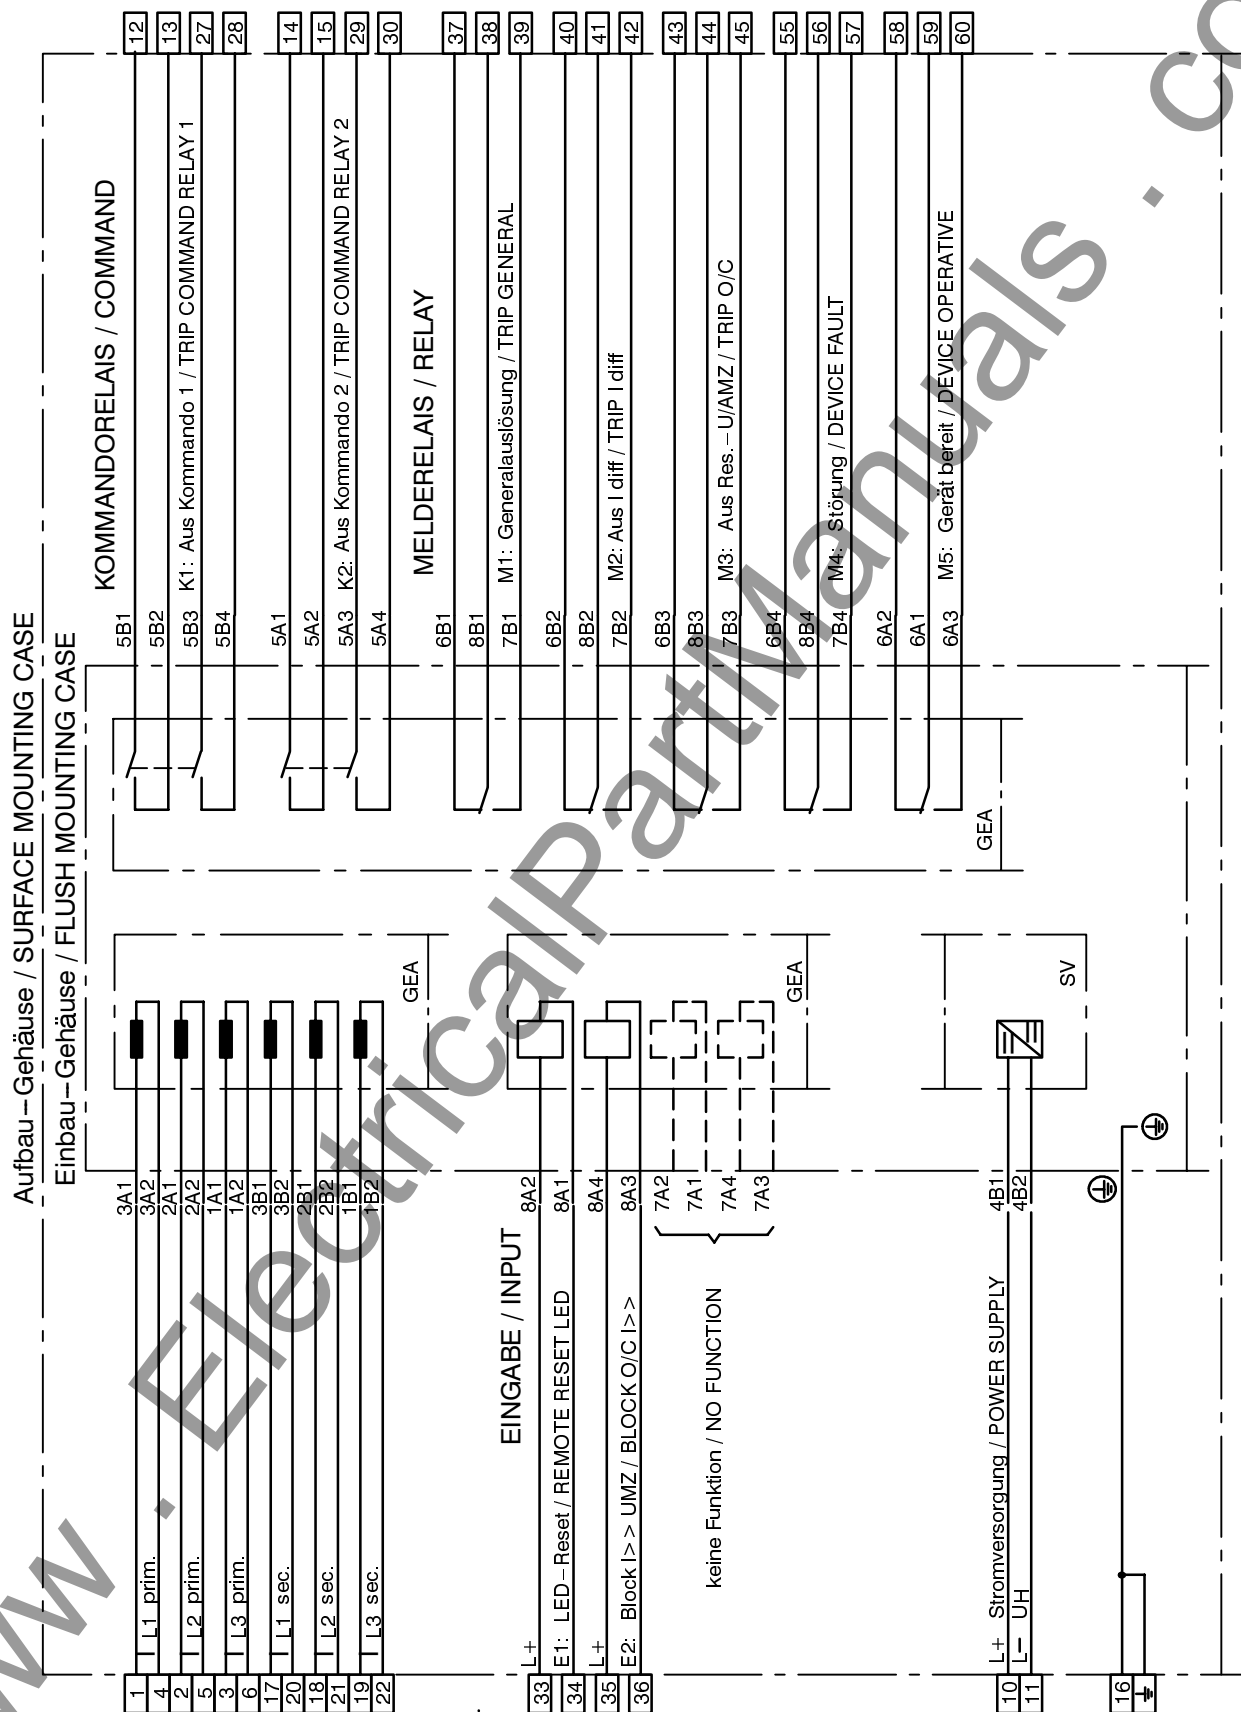 Aufbau–Gehäuse / SURFACE MOUNTING CASE
Einbau–Gehäuse / FLUSH MOUNTING CASE
KOMMANDORELAIS / COMMAND
5B1
12
5B2
13
K1: Aus Kommando 1 / TRIP COMMAND RELAY 1
5B3
27
5B4
28
5A1
14
5A2
15
K2: Aus Kommando 2 / TRIP COMMAND RELAY 2
5A3
29
5A4
30
MELDERELAIS / RELAY
6B1
37
8B1
38
M1: Generalauslösung / TRIP GENERAL
7B1
39
6B2
40
8B2
41
M2: Aus I diff / TRIP I diff
7B2
42
6B3
43
8B3
44
M3: Aus Res.–U/AMZ / TRIP O/C
7B3
45
6B4
55
8B4
56
M4: Störung / DEVICE FAULT
7B4
57
6A2
58
6A1
59
M5: Gerät bereit / DEVICE OPERATIVE
6A3
60
GEA
1
I L1 prim.
3A1
4
3A2
2
I L2 prim.
2A1
5
2A2
3
I L3 prim.
1A1
6
1A2
17
I L1 sec.
3B1
20
3B2
18
I L2 sec.
2B1
21
2B2
19
I L3 sec.
1B1
22
1B2
GEA
EINGABE / INPUT
33
L+
8A2
E1: LED–Reset / REMOTE RESET LED
34
8A1
35
L+
8A4
E2: Block I>> UMZ / BLOCK O/C I>>
36
8A3
7A2
7A1
7A4
7A3
keine Funktion / NO FUNCTION
GEA
10
L+ Stromversorgung / POWER SUPPLY
4B1
11
L– UH
4B2
SV
16
www . ElectricalPartManuals . co